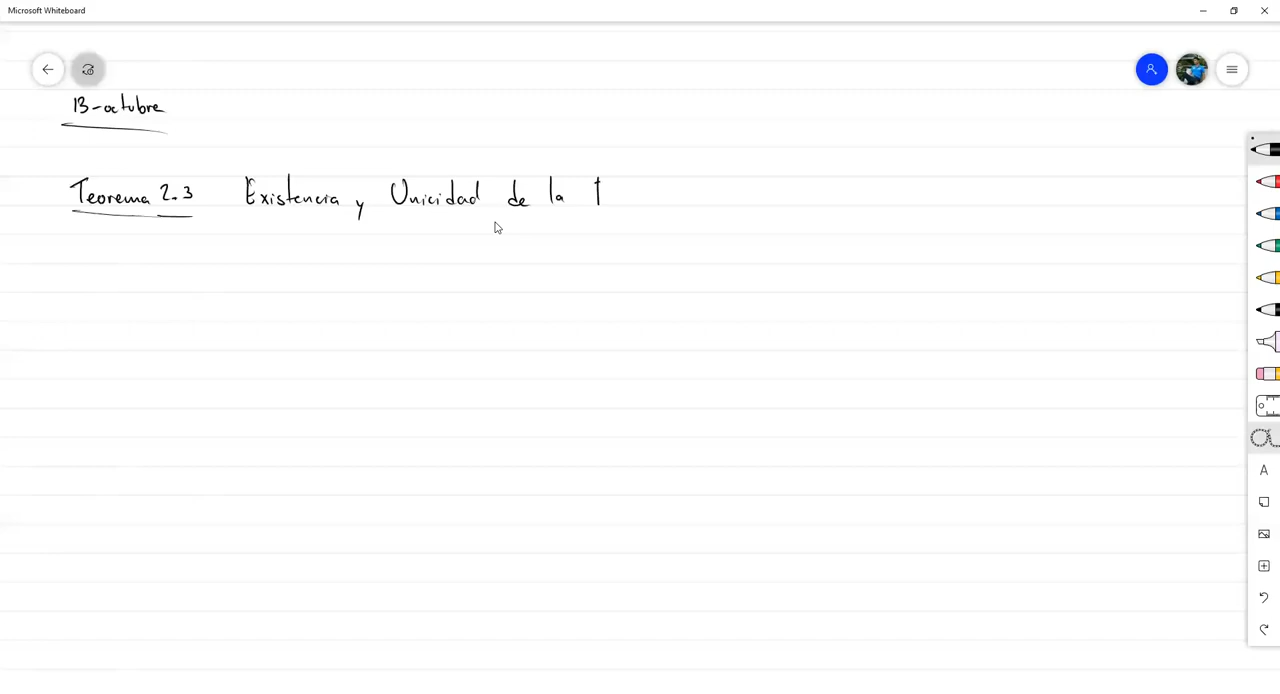 Microsoft Whiteboard
13-octubre
Teorema 2.3 Existencia y Unicidad de la
A